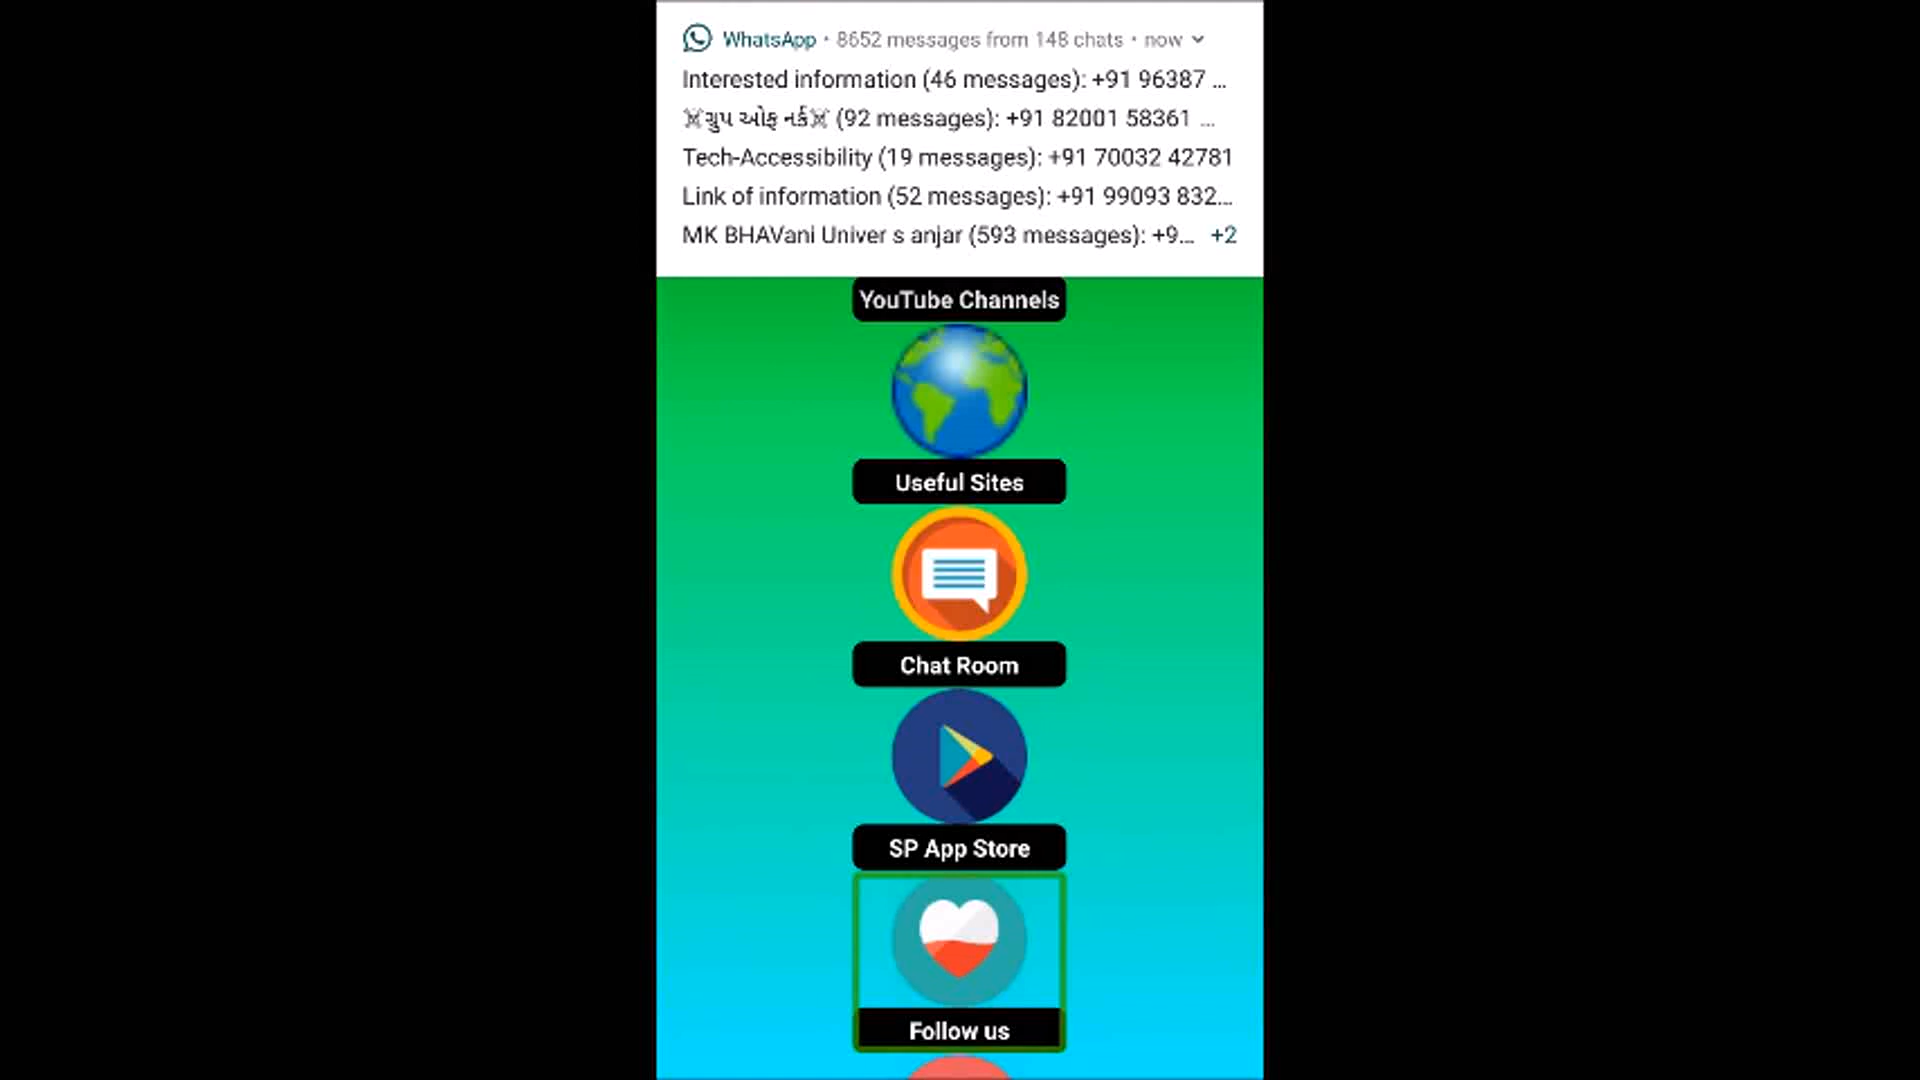 WhatsApp • 8652 messages from 148 chats • now
Interested information (46 messages): +91 96387 ...
☠️ગ્રુપ ઓફ નર્ક☠️ (92 messages): +91 82001 58361 ...
Tech-Accessibility (19 messages): +91 70032 42781
Link of information (52 messages): +91 99093 832...
MK BHAVani Univer s anjar (593 messages): +9... +2
YouTube Channels
Useful Sites
Chat Room
SP App Store
Follow us